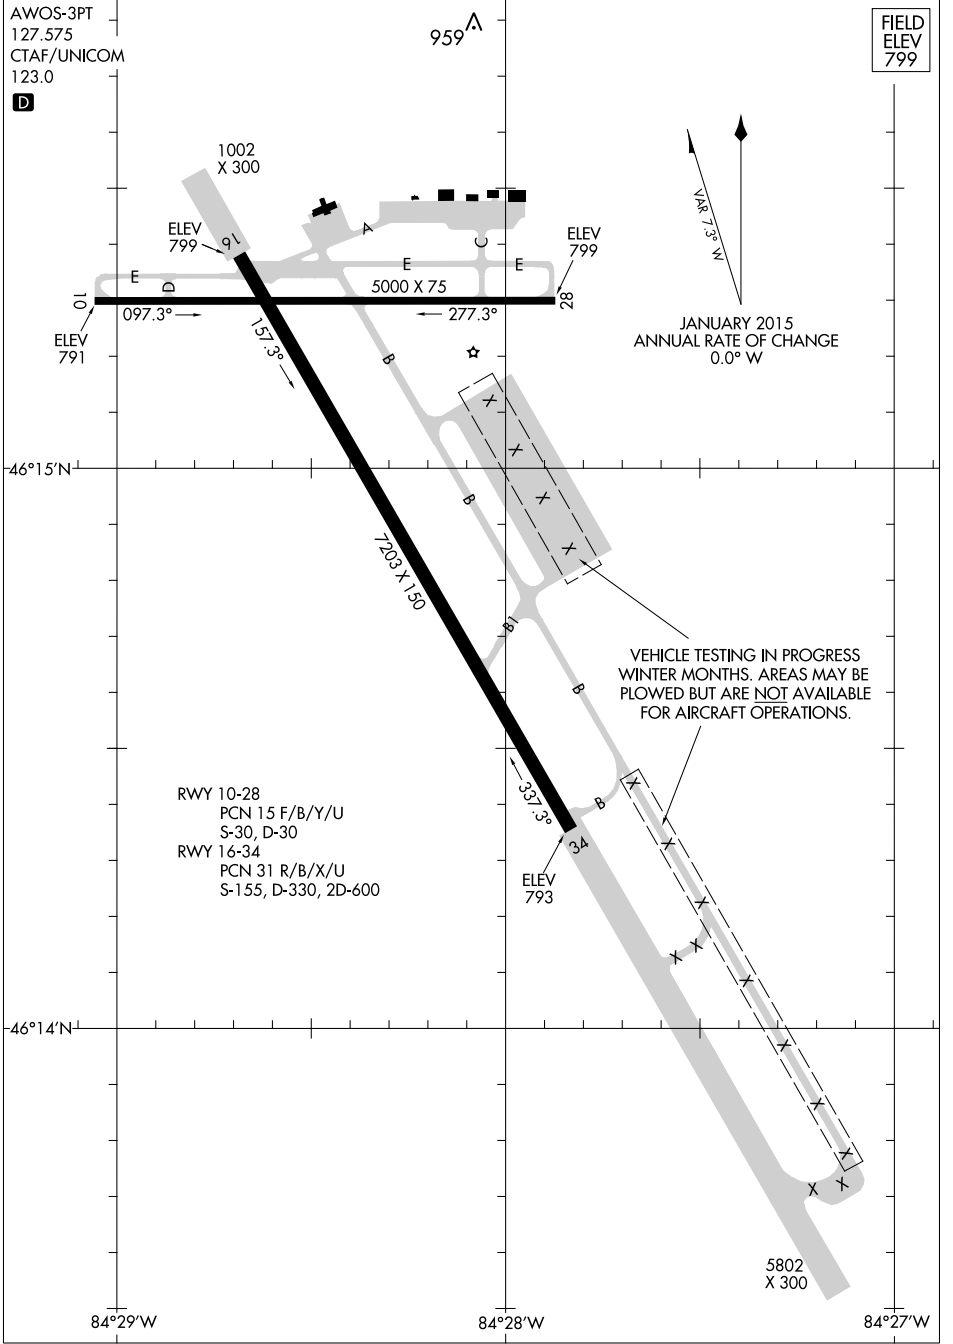 AWOS-3PT
127.575
CTAF/UNICOM
123.0
D
959
FIELD
ELEV
799
1002
X 300
VAR 7.3° W
JANUARY 2015
ANNUAL RATE OF CHANGE
0.0° W
ELEV
799
16
A
C
ELEV
799
E
D
E
E
5000 X 75
10
28
097.3°
277.3°
ELEV
791
157.3°
B
X
46°15'N
X
B
X
7203 X 150
X
B1
VEHICLE TESTING IN PROGRESS
WINTER MONTHS. AREAS MAY BE
PLOWED BUT ARE NOT AVAILABLE
FOR AIRCRAFT OPERATIONS.
B
RWY 10-28
PCN 15 F/B/Y/U
S-30, D-30
RWY 16-34
PCN 31 R/B/X/U
S-155, D-330, 2D-600
337.3°
B
X
34
X
ELEV
793
X
X
X
X
46°14'N
X
X
X
X
X
5802
X 300
84°29'W
84°28'W
84°27'W